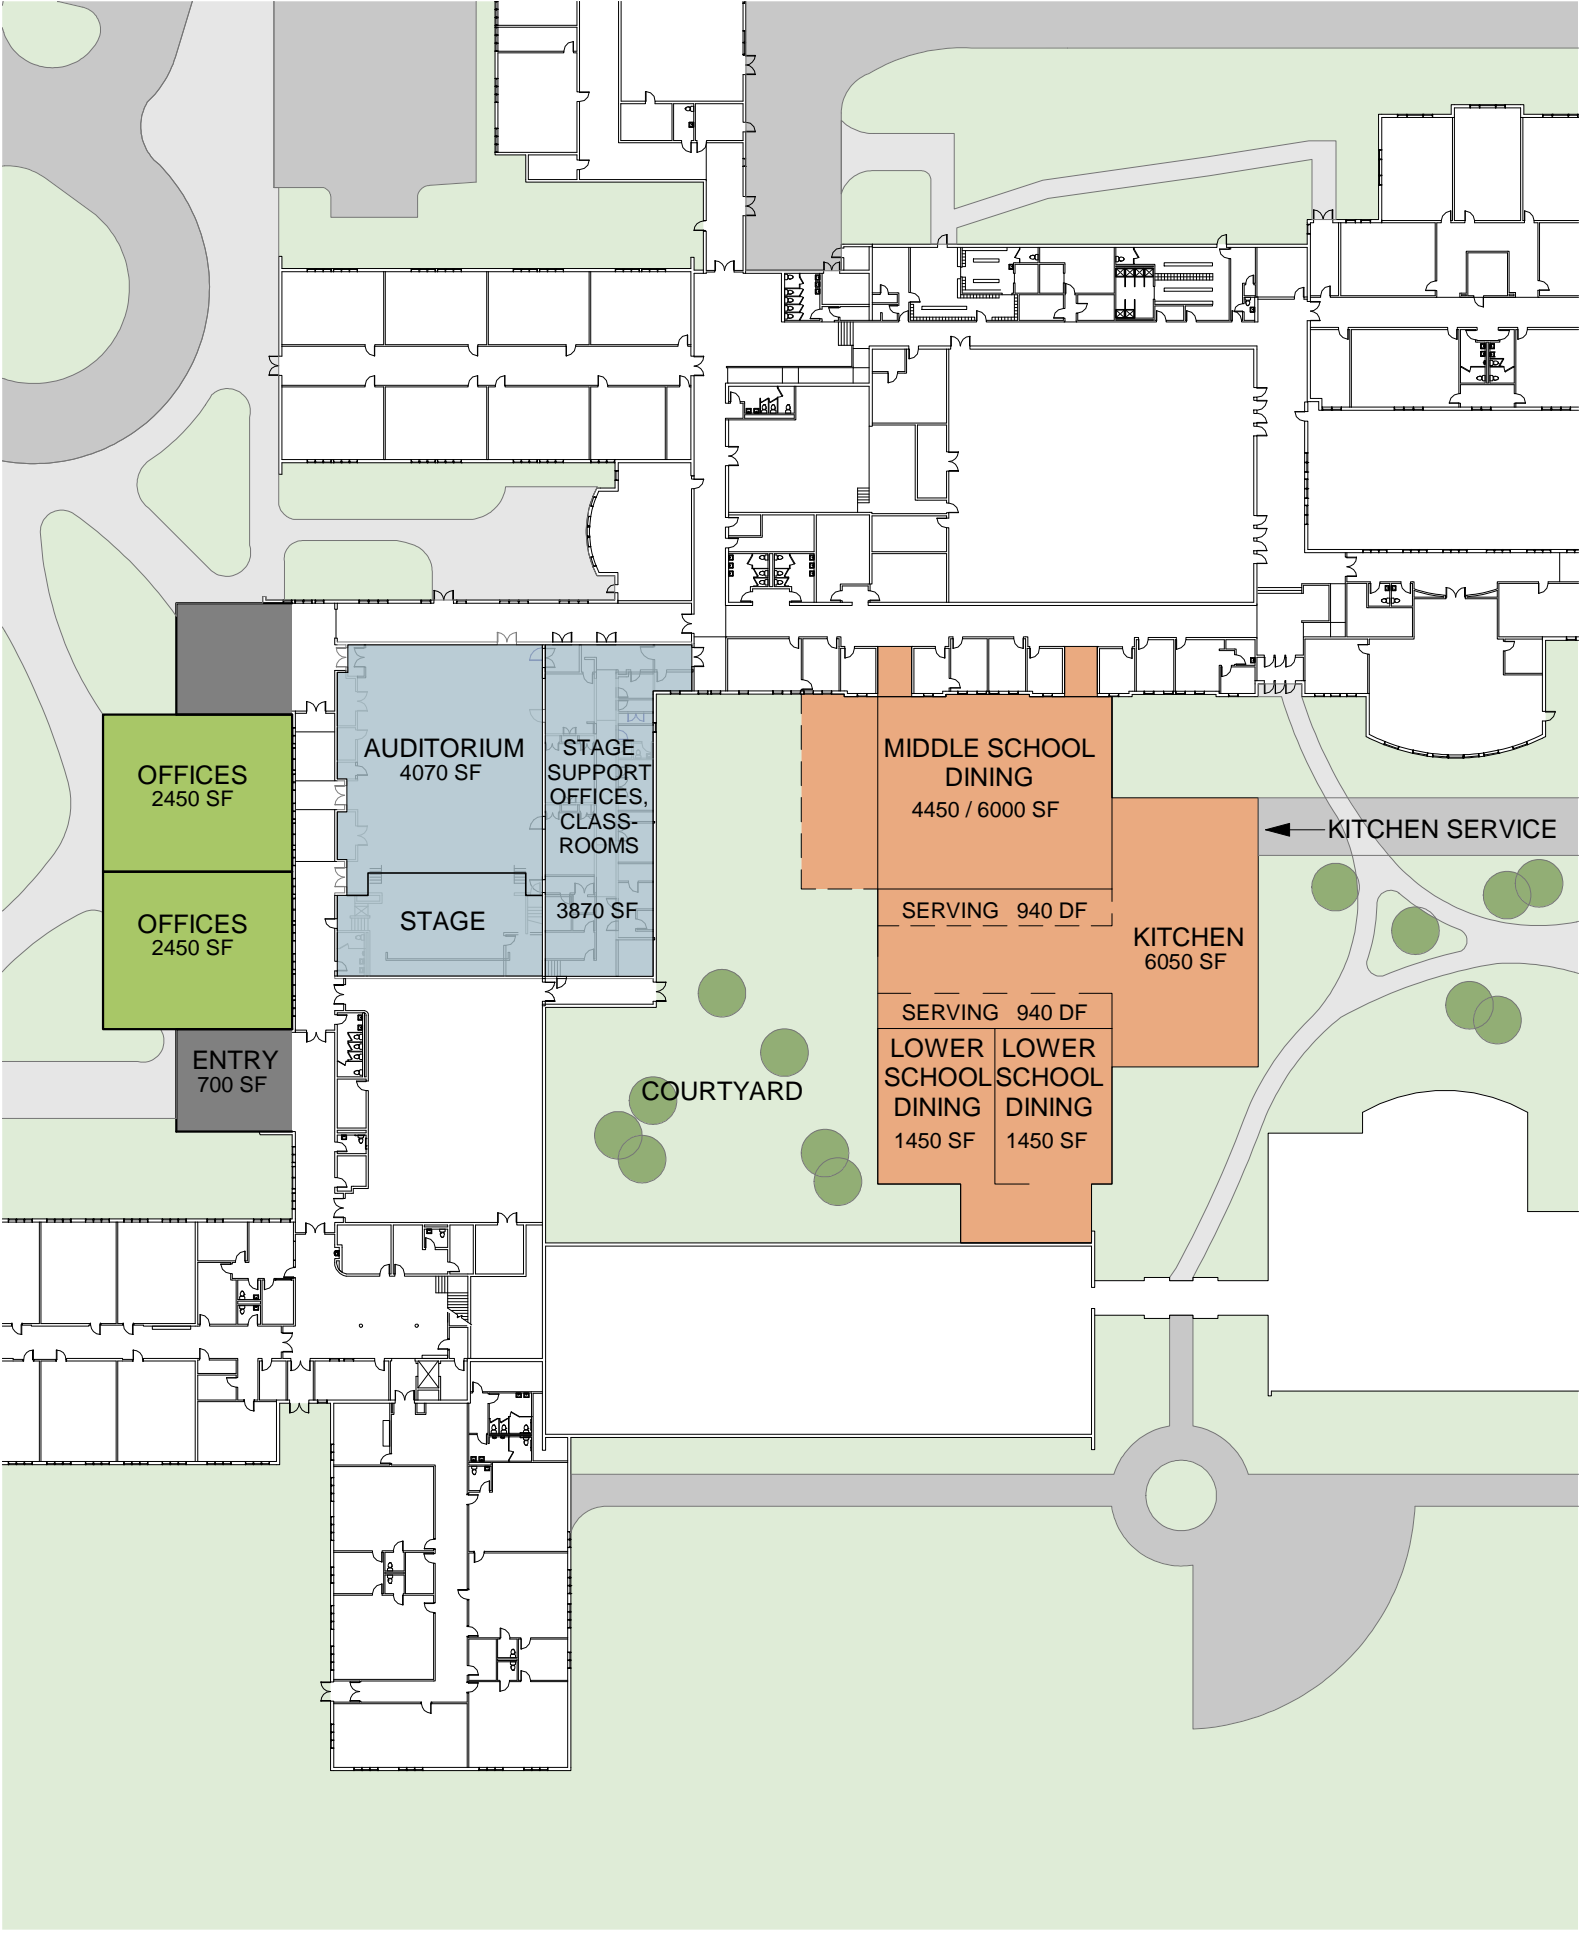 AUDITORIUM
4070 SF
STAGE
SUPPORT
OFFICES,
CLASS-
ROOMS
3870 SF
MIDDLE SCHOOL
DINING
4450 / 6000 SF
OFFICES
2450 SF
KITCHEN SERVICE
OFFICES
2450 SF
STAGE
SERVING 940 DF
KITCHEN
6050 SF
SERVING 940 DF
ENTRY
700 SF
COURTYARD
LOWER
SCHOOL
DINING
1450 SF
LOWER
SCHOOL
DINING
1450 SF